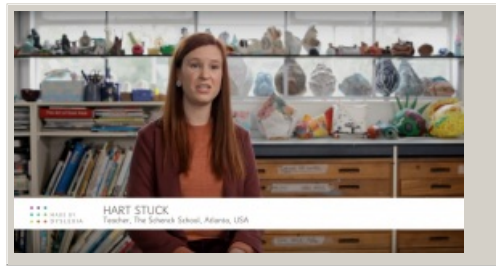 HART STUCK
Teacher, The Schenck School, Atlanta, USA
MADE BY
DYSLEXIA